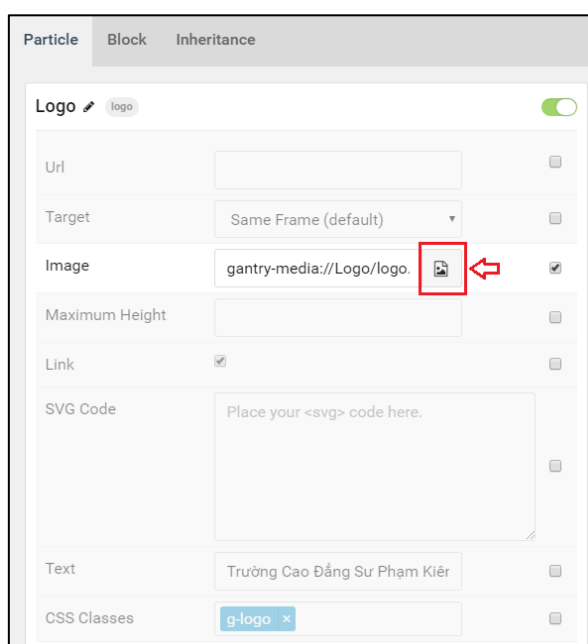 Particle Block Inheritance
Logo logo
Url
Target Same Frame (default)
Image gantry-media://Logo/logo.
Maximum Height
Link
SVG Code Place your <svg> code here.
Text Trường Cao Đẳng Sư Phạm Kiên
CSS Classes g-logo ×